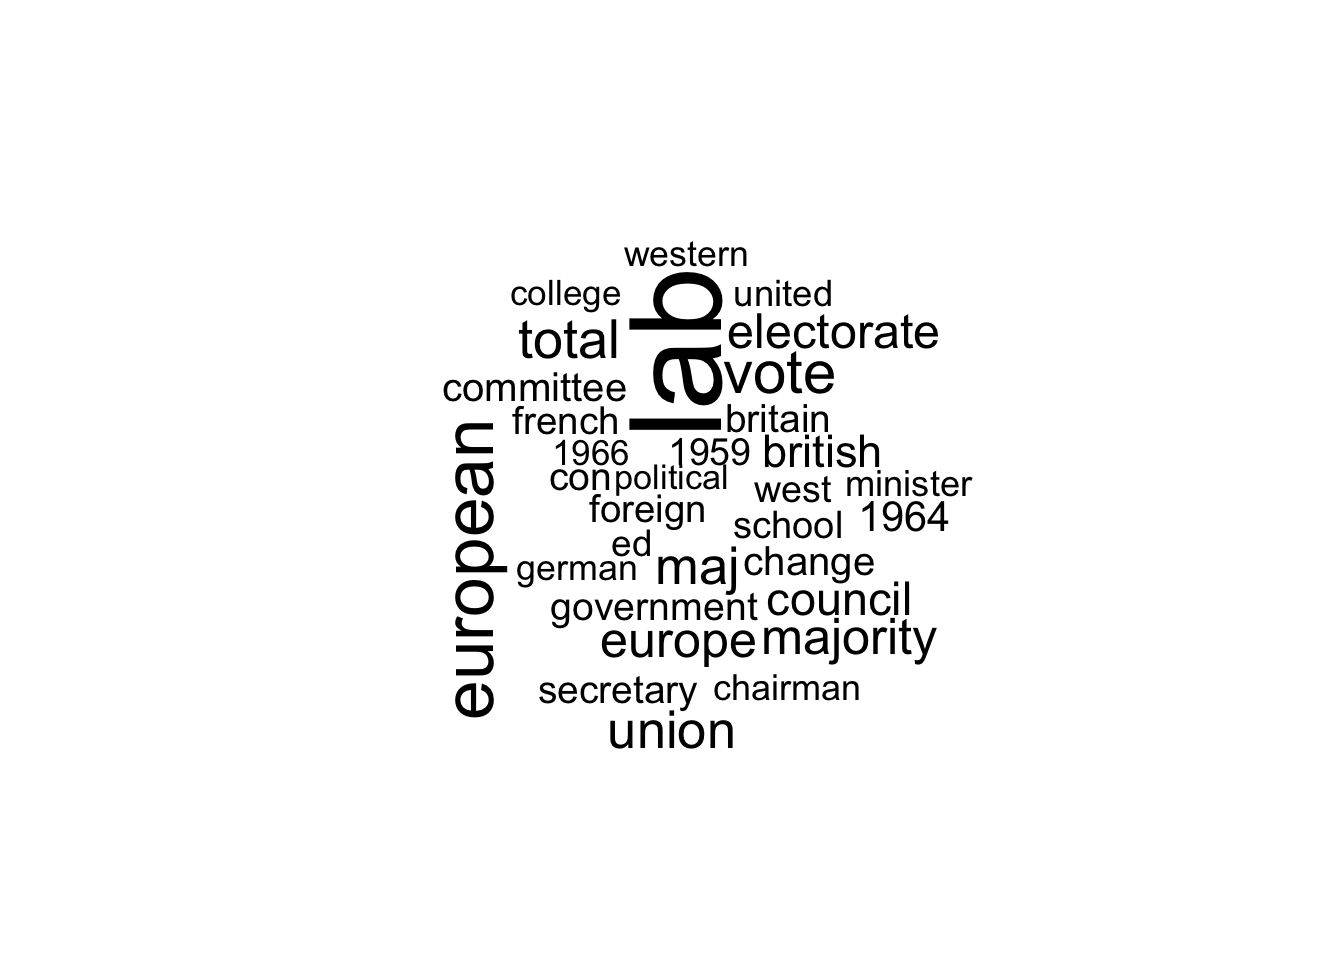 western
college
united
lab
total
electorate
vote
committee
french
britain
1966
1959
british
con
political
west
minister
foreign
school
1964
european
ed
german
maj
change
government
council
europe
majority
secretary
chairman
union